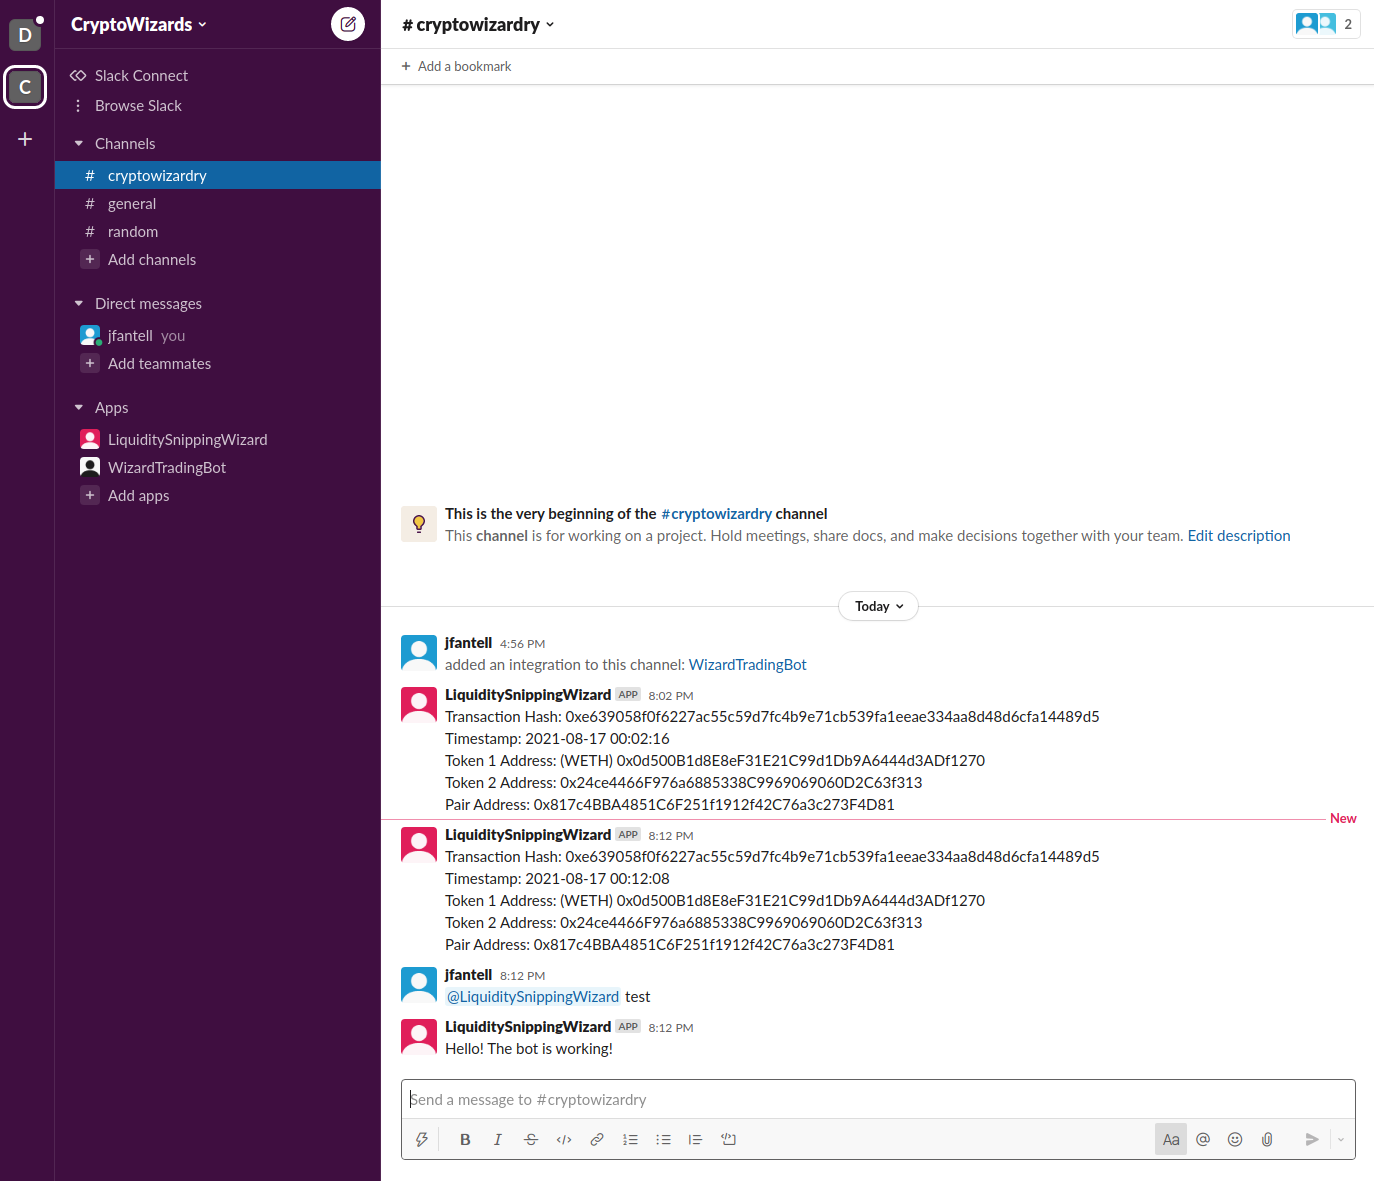 D
C
CryptoWizards
Slack Connect
Browse Slack
Channels
# cryptowizardry
# general
# random
+ Add channels
Direct messages
jfantell you
+ Add teammates
Apps
LiquiditySnippingWizard
WizardTradingBot
+ Add apps
# cryptowizardry
2
+ Add a bookmark
This is the very beginning of the #cryptowizardry channel
This channel is for working on a project. Hold meetings, share docs, and make decisions together with your team. Edit description
Today
jfantell 4:56 PM
added an integration to this channel: WizardTradingBot
LiquiditySnippingWizard APP 8:02 PM
Transaction Hash: 0xe639058f0f6227ac55c59d7fc4b9e71cb539fa1eeae334aa8d48d6cfa14489d5
Timestamp: 2021-08-17 00:02:16
Token 1 Address: (WETH) 0x0d500B1d8E8eF31E21C99d1Db9A6444d3ADf1270
Token 2 Address: 0x24ce4466F976a6885338C9969069060D2C63f313
Pair Address: 0x817c4BBA4851C6F251f1912f42C76a3c273F4D81
New
LiquiditySnippingWizard APP 8:12 PM
Transaction Hash: 0xe639058f0f6227ac55c59d7fc4b9e71cb539fa1eeae334aa8d48d6cfa14489d5
Timestamp: 2021-08-17 00:12:08
Token 1 Address: (WETH) 0x0d500B1d8E8eF31E21C99d1Db9A6444d3ADf1270
Token 2 Address: 0x24ce4466F976a6885338C9969069060D2C63f313
Pair Address: 0x817c4BBA4851C6F251f1912f42C76a3c273F4D81
jfantell 8:12 PM
@LiquiditySnippingWizard test
LiquiditySnippingWizard APP 8:12 PM
Hello! The bot is working!
Send a message to #cryptowizardry
B I S Aa @